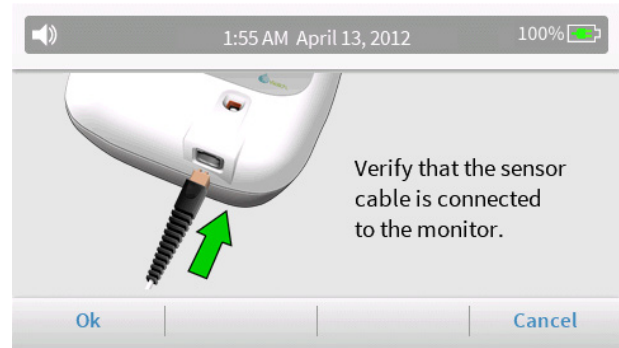 1:55 AM April 13, 2012
100%
Verify that the sensor
cable is connected
to the monitor.
Ok
Cancel